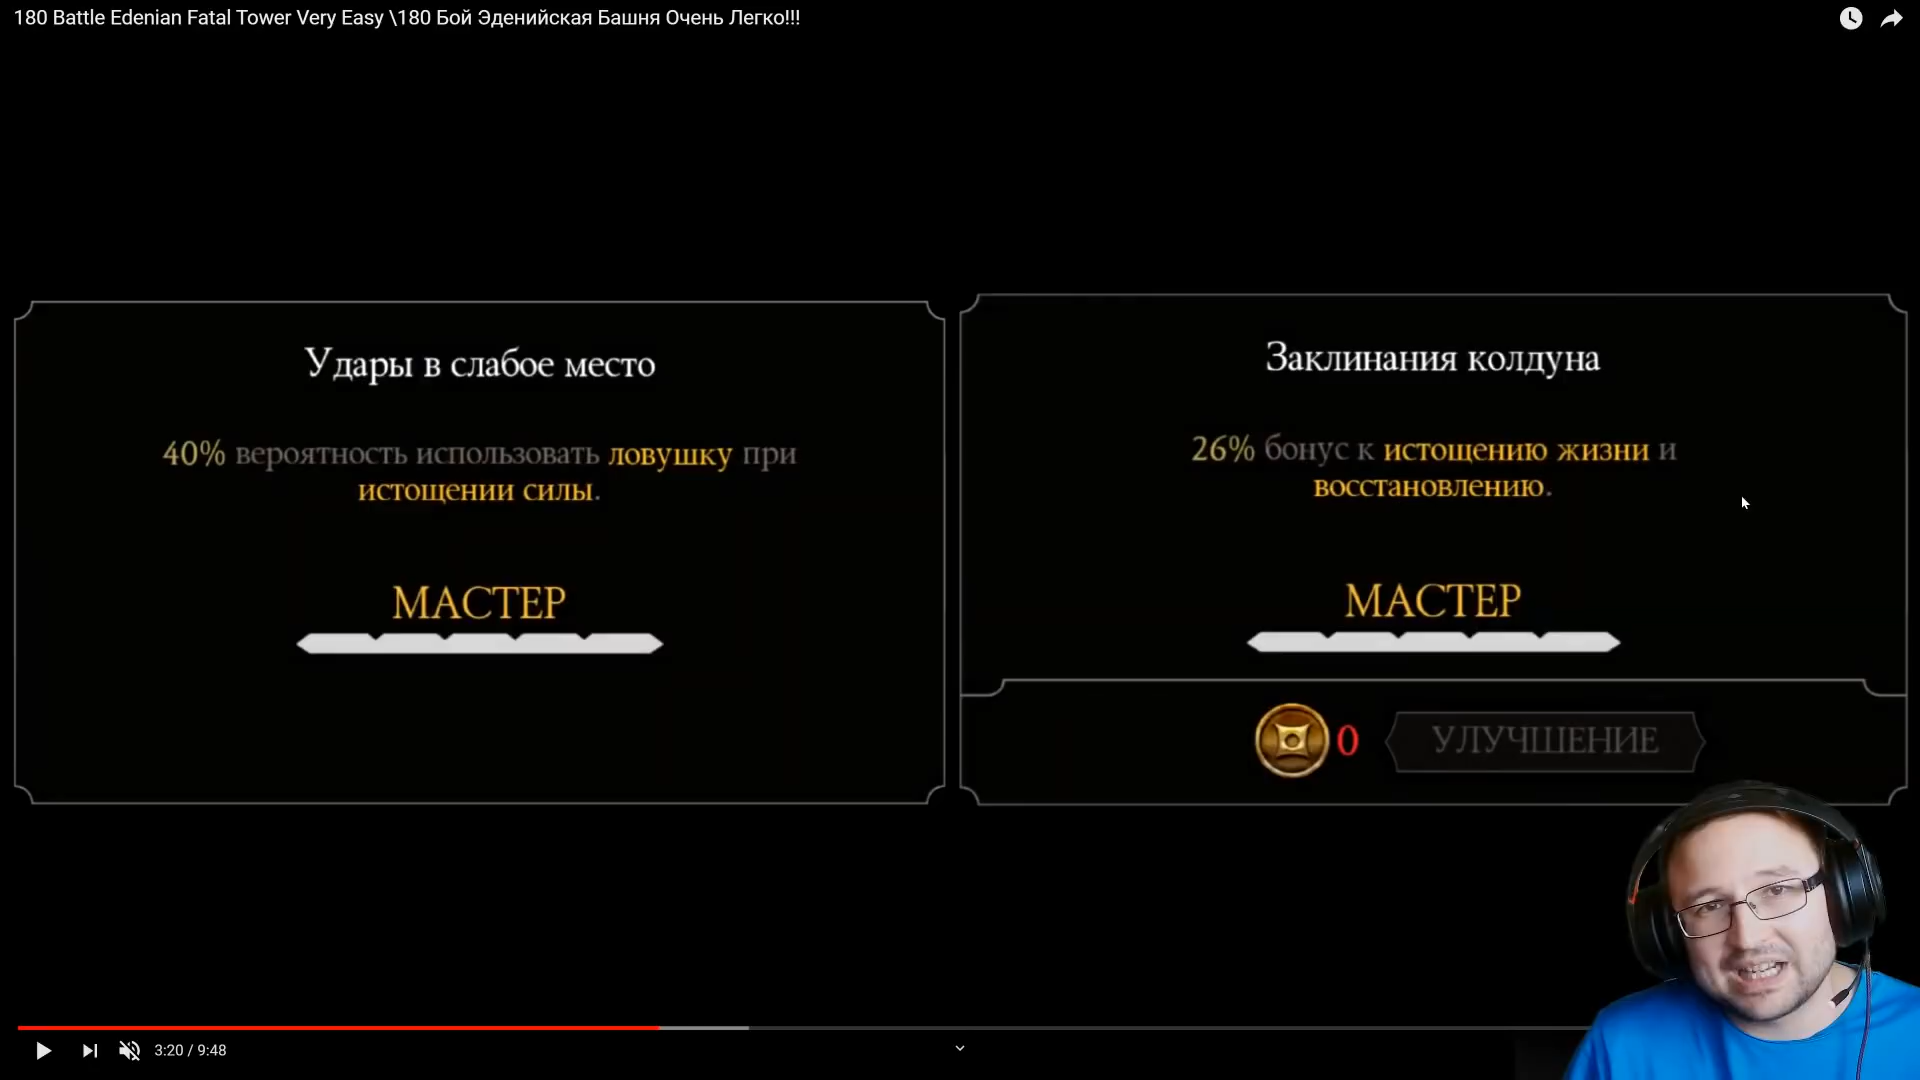 180 Battle Edenian Fatal Tower Very Easy \180 Бой Эденийская Башня Очень Легко!!!
Удары в слабое место
40% вероятность использовать ловушку при
истощении силы.
МАСТЕР
Заклинания колдуна
26% бонус к истощению жизни и
восстановлению.
МАСТЕР
0
УЛУЧШЕНИЕ
3:20 / 9:48